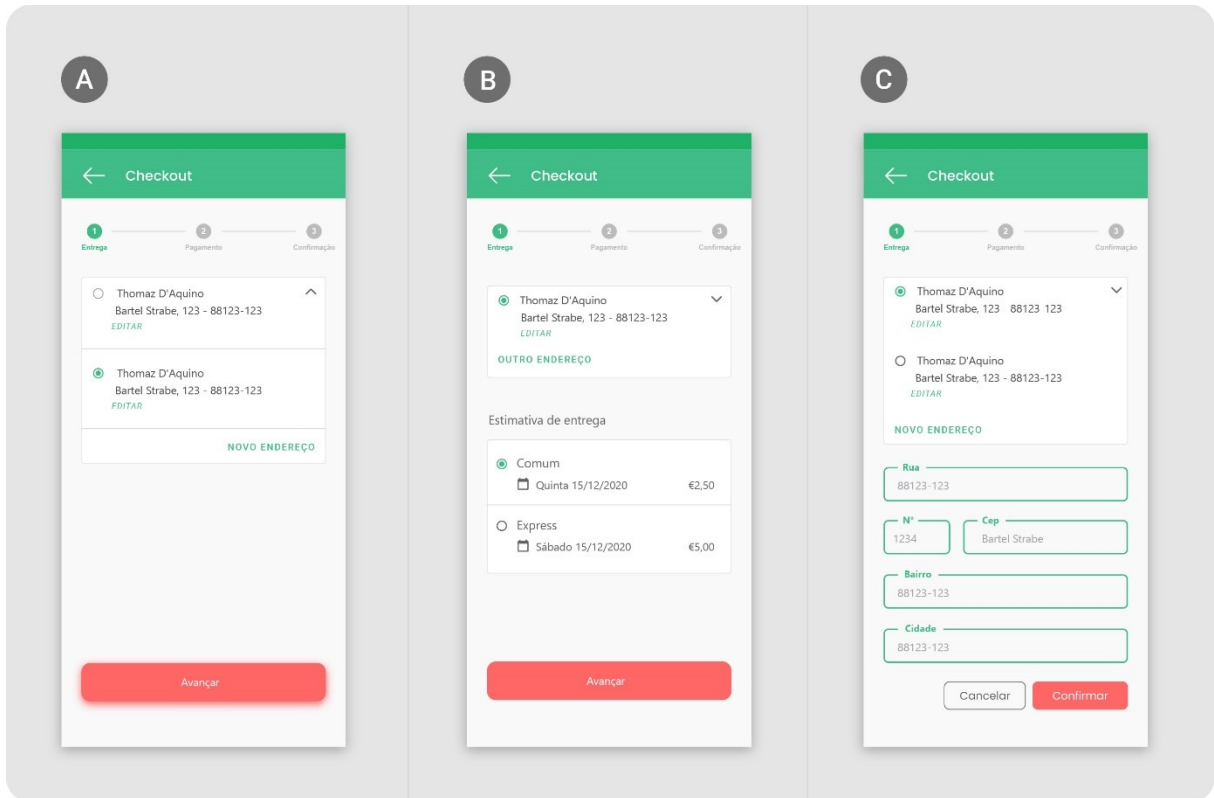 A
Checkout
1 2 3
Entrega Pagamento Confirmação
Thomaz D'Aquino
Bartel Strabe, 123 - 88123-123
EDITAR
Thomaz D'Aquino
Bartel Strabe, 123 - 88123-123
EDITAR
NOVO ENDEREÇO
Avançar
B
Checkout
1 2 3
Entrega Pagamento Confirmação
Thomaz D'Aquino
Bartel Strabe, 123 - 88123-123
EDITAR
OUTRO ENDEREÇO
Estimativa de entrega
Comum
Quinta 15/12/2020 €2,50
Express
Sábado 15/12/2020 €5,00
Avançar
C
Checkout
1 2 3
Entrega Pagamento Confirmação
Thomaz D'Aquino
Bartel Strabe, 123 88123 123
EDITAR
Thomaz D'Aquino
Bartel Strabe, 123 - 88123-123
EDITAR
NOVO ENDEREÇO
Rua
88123-123
N° Cep
1234 Bartel Strabe
Bairro
88123-123
Cidade
88123-123
Cancelar Confirmar